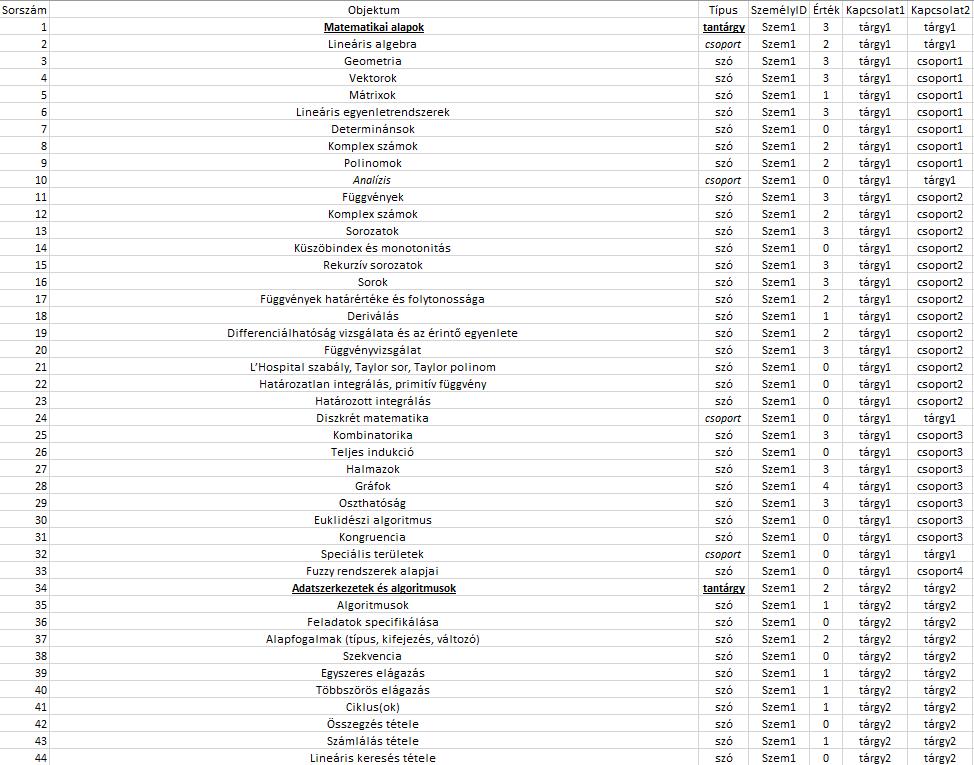 Sorszám Objektum Típus SzemélyID Érték Kapcsolat1 Kapcsolat2
1 Matematikai alapok tantárgy Szem1 3 tárgy1 tárgy1
2 Lineáris algebra csoport Szem1 2 tárgy1 tárgy1
3 Geometria szó Szem1 3 tárgy1 csoport1
4 Vektorok szó Szem1 3 tárgy1 csoport1
5 Mátrixok szó Szem1 1 tárgy1 csoport1
6 Lineáris egyenletrendszerek szó Szem1 3 tárgy1 csoport1
7 Determinánsok szó Szem1 0 tárgy1 csoport1
8 Komplex számok szó Szem1 2 tárgy1 csoport1
9 Polinomok szó Szem1 2 tárgy1 csoport1
10 Analízis csoport Szem1 0 tárgy1 tárgy1
11 Függvények szó Szem1 3 tárgy1 csoport2
12 Komplex számok szó Szem1 2 tárgy1 csoport2
13 Sorozatok szó Szem1 3 tárgy1 csoport2
14 Küszöbindex és monotonitás szó Szem1 0 tárgy1 csoport2
15 Rekurzív sorozatok szó Szem1 3 tárgy1 csoport2
16 Sorok szó Szem1 3 tárgy1 csoport2
17 Függvények határértéke és folytonossága szó Szem1 2 tárgy1 csoport2
18 Deriválás szó Szem1 1 tárgy1 csoport2
19 Differenciálhatóság vizsgálata és az érintő egyenlete szó Szem1 2 tárgy1 csoport2
20 Függvényvizsgálat szó Szem1 3 tárgy1 csoport2
21 L'Hospital szabály, Taylor sor, Taylor polinom szó Szem1 0 tárgy1 csoport2
22 Határozatlan integrálás, primitív függvény szó Szem1 0 tárgy1 csoport2
23 Határozott integrálás szó Szem1 0 tárgy1 csoport2
24 Diszkrét matematika csoport Szem1 0 tárgy1 tárgy1
25 Kombinatorika szó Szem1 3 tárgy1 csoport3
26 Teljes indukció szó Szem1 0 tárgy1 csoport3
27 Halmazok szó Szem1 3 tárgy1 csoport3
28 Gráfok szó Szem1 4 tárgy1 csoport3
29 Oszthatóság szó Szem1 3 tárgy1 csoport3
30 Euklidészi algoritmus szó Szem1 0 tárgy1 csoport3
31 Kongruencia szó Szem1 0 tárgy1 csoport3
32 Speciális területek csoport Szem1 0 tárgy1 tárgy1
33 Fuzzy rendszerek alapjai szó Szem1 0 tárgy1 csoport4
34 Adatszerkezetek és algoritmusok tantárgy Szem1 2 tárgy2 tárgy2
35 Algoritmusok szó Szem1 1 tárgy2 tárgy2
36 Feladatok specifikálása szó Szem1 0 tárgy2 tárgy2
37 Alapfogalmak (típus, kifejezés, változó) szó Szem1 2 tárgy2 tárgy2
38 Szekvencia szó Szem1 0 tárgy2 tárgy2
39 Egyszeres elágazás szó Szem1 1 tárgy2 tárgy2
40 Többszörös elágazás szó Szem1 1 tárgy2 tárgy2
41 Ciklus(ok) szó Szem1 1 tárgy2 tárgy2
42 Összegzés tétele szó Szem1 0 tárgy2 tárgy2
43 Számlálás tétele szó Szem1 1 tárgy2 tárgy2
44 Lineáris keresés tétele szó Szem1 0 tárgy2 tárgy2